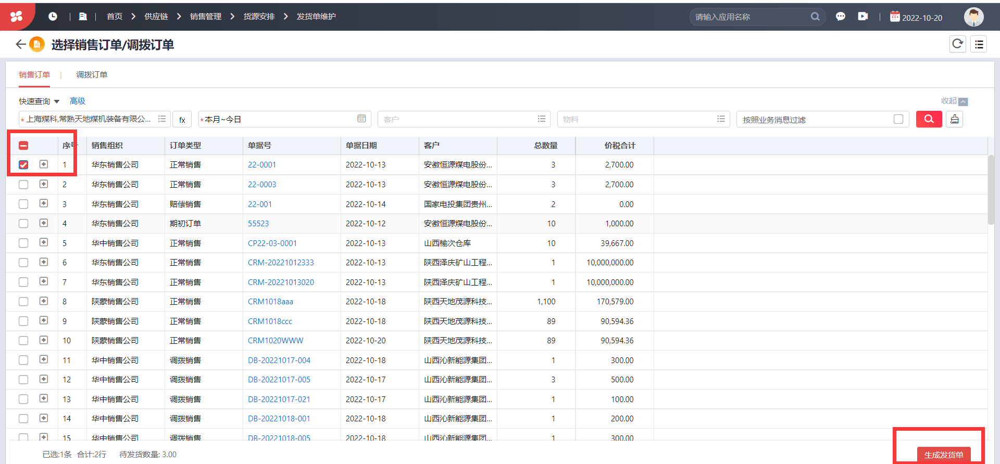 首页 > 供应链 > 销售管理 > 货源安排 > 发货单维护 请输入应用名称 2022-10-20
选择销售订单/调拨订单
销售订单 | 调拨订单
快速查询 高级 收起
* 上海煤科,常熟天地煤机装备有限公... fx * 本月~今日 客户 物料 按照业务消息过滤
序号 销售组织 订单类型 单据号 单据日期 客户 总数量 价税合计
1 华东销售公司 正常销售 22-0001 2022-10-13 安徽恒源煤电股份... 3 2,700.00
2 华东销售公司 正常销售 22-0003 2022-10-13 安徽恒源煤电股份... 3 2,700.00
3 华东销售公司 赔偿销售 22-001 2022-10-14 国家电投集团贵州... 2 0.00
4 华东销售公司 期初订单 55523 2022-10-12 安徽恒源煤电股份... 10 1,000.00
5 华中销售公司 正常销售 CP22-03-0001 2022-10-13 山西榆次仓库 10 39,667.00
6 华东销售公司 正常销售 CRM-20221012333 2022-10-13 陕西泽庆矿山工程... 1 10,000,000.00
7 华东销售公司 正常销售 CRM-20221013020 2022-10-13 陕西泽庆矿山工程... 1 10,000,000.00
8 陕蒙销售公司 正常销售 CRM1018aaa 2022-10-18 陕西天地茂源科技... 1,100 170,579.00
9 陕蒙销售公司 正常销售 CRM1018ccc 2022-10-18 陕西天地茂源科技... 89 90,594.36
10 陕蒙销售公司 正常销售 CRM1020WWW 2022-10-20 陕西天地茂源科技... 89 90,594.36
11 华中销售公司 调拨销售 DB-20221017-004 2022-10-18 山西沁新能源集团... 1 300.00
12 华中销售公司 调拨销售 DB-20221017-005 2022-10-17 山西沁新能源集团... 3 500.00
13 华中销售公司 调拨销售 DB-20221017-021 2022-10-17 山西沁新能源集团... 1 100.00
14 华中销售公司 调拨销售 DB-20221018-001 2022-10-18 山西沁新能源集团... 1 200.00
15 华中销售公司 调拨销售 DB-20221018-005 2022-10-18 山西沁新能源集团... 1 300.00
已选:1条 合计:2行 待发货数量: 3.00 生成发货单